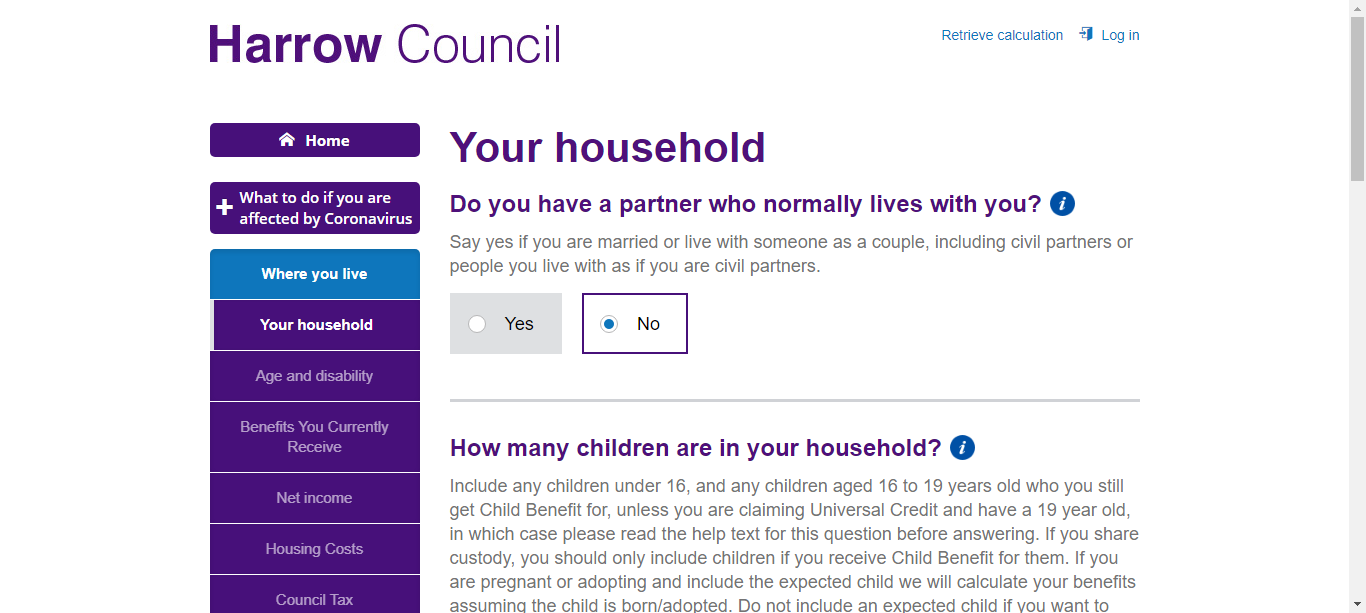 Harrow Council
Retrieve calculation
Log in
Home
What to do if you are
affected by Coronavirus
Where you live
Your household
Age and disability
Benefits You Currently
Receive
Net income
Housing Costs
Council Tax
Your household
Do you have a partner who normally lives with you?
Say yes if you are married or live with someone as a couple, including civil partners or
people you live with as if you are civil partners.
Yes
No
How many children are in your household?
Include any children under 16, and any children aged 16 to 19 years old who you still
get Child Benefit for, unless you are claiming Universal Credit and have a 19 year old,
in which case please read the help text for this question before answering. If you share
custody, you should only include children if you receive Child Benefit for them. If you
are pregnant or adopting and include the expected child we will calculate your benefits
assuming the child is born/adopted. Do not include an expected child if you want to